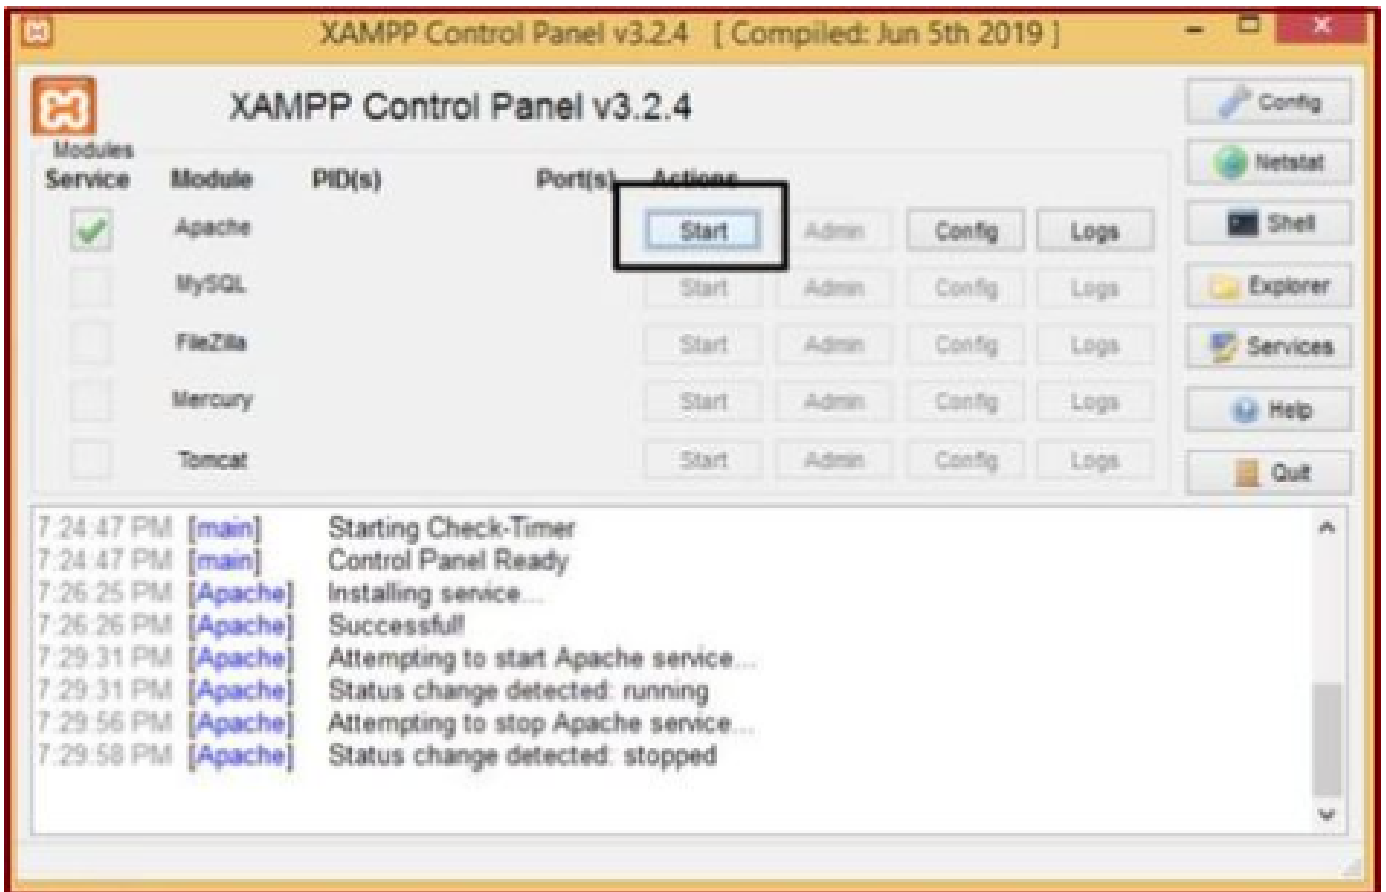 XAMPP Control Panel v3.2.4 [ Compiled: Jun 5th 2019 ]
XAMPP Control Panel v3.2.4
Config
Modules
Service Module PID(s) Port(s) Actions
Netstat
Apache Start Admin Config Logs
Shell
MySQL Start Admin Config Logs
Explorer
FileZilla Start Admin Config Logs
Services
Mercury Start Admin Config Logs
Help
Tomcat Start Admin Config Logs
Quit
7:24:47 PM [main] Starting Check-Timer
7:24:47 PM [main] Control Panel Ready
7:26:25 PM [Apache] Installing service...
7:26:26 PM [Apache] Successful!
7:29:31 PM [Apache] Attempting to start Apache service...
7:29:31 PM [Apache] Status change detected: running
7:29:56 PM [Apache] Attempting to stop Apache service...
7:29:58 PM [Apache] Status change detected: stopped